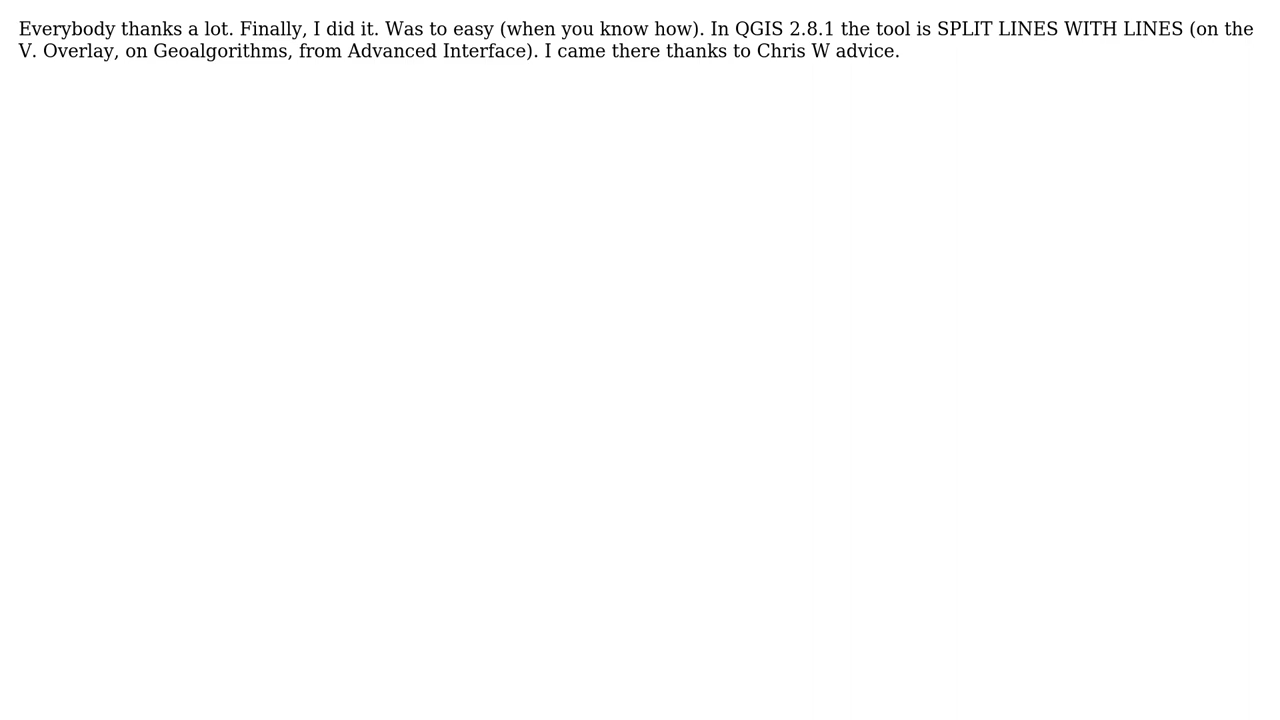 Everybody thanks a lot. Finally, I did it. Was to easy (when you know how). In QGIS 2.8.1 the tool is SPLIT LINES WITH LINES (on the
V. Overlay, on Geoalgorithms, from Advanced Interface). I came there thanks to Chris W advice.